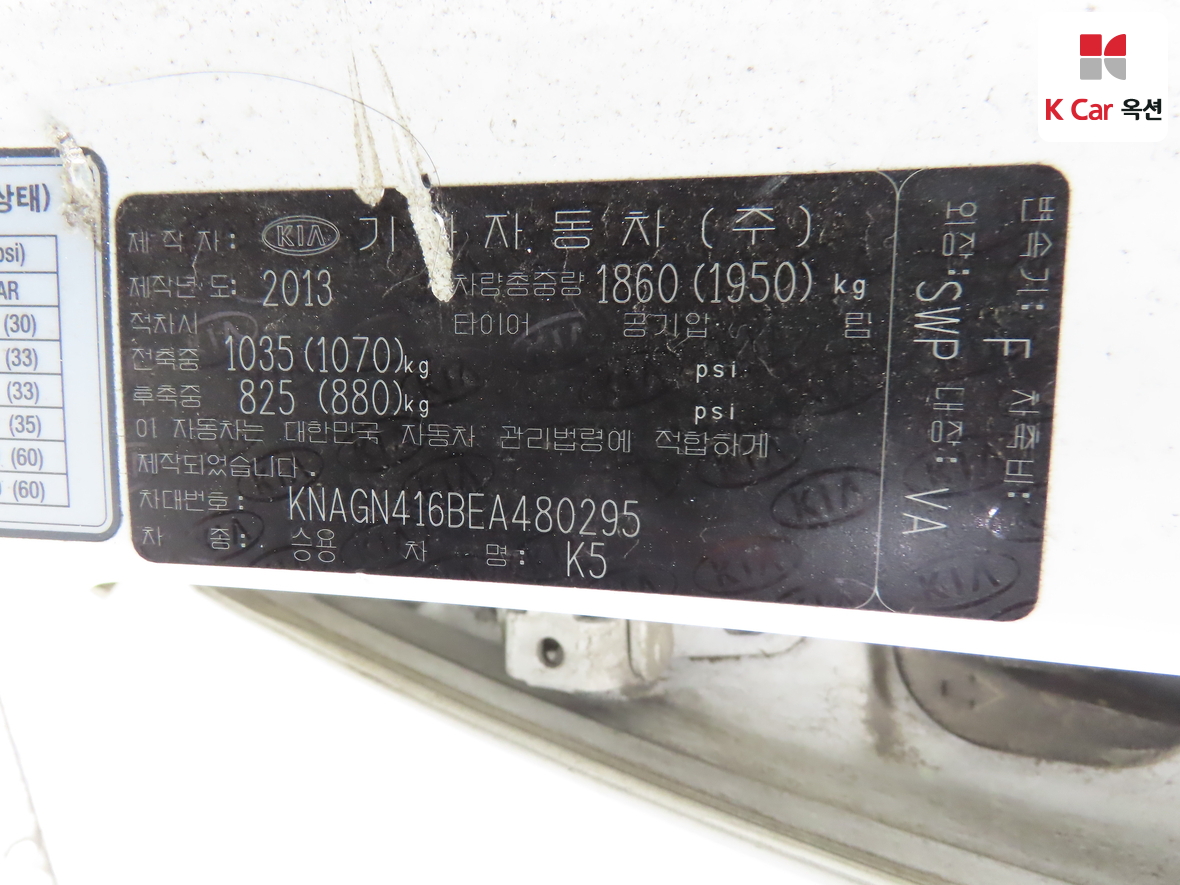 K Car 옥션
상태)
psi)
AR
(30)
(33)
(33)
(35)
(60)
(60)
제 작 자: KIA 기아자동차(주)
제작년 도: 2013 차량총중량 1860 (1950) kg
적차시 타이어 공기압 림
전축중 1035 (1070)kg psi
후축중 825 (880)kg psi
이 자동차는 대한민국 자동차 관리법령에 적합하게
제작되었습니다.
차대번호: KNAGN416BEA480295
차 종: 승용 차 명: K5
변속기: F 차축비:
외장:SWP 내장: VA